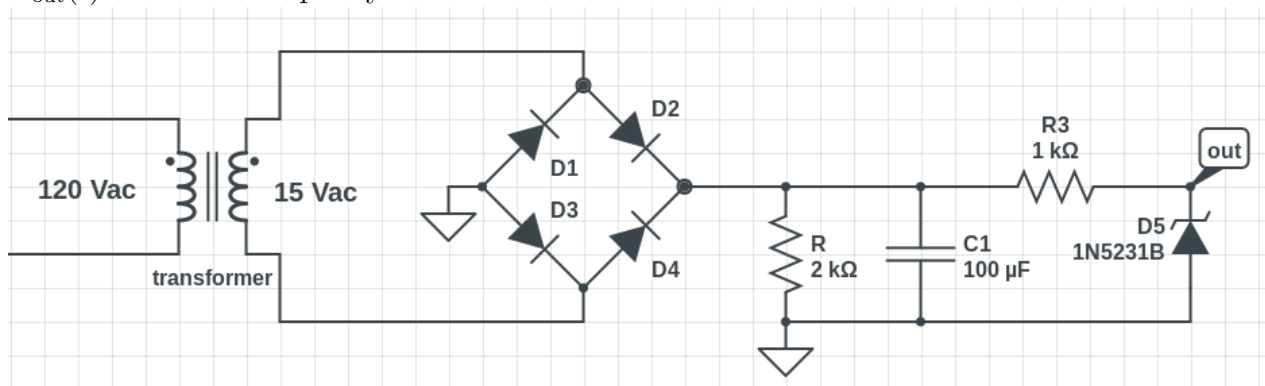 120 Vac
15 Vac
transformer
D1
D2
D3
D4
R
2 kΩ
C1
100 µF
R3
1 kΩ
out
D5
1N5231B